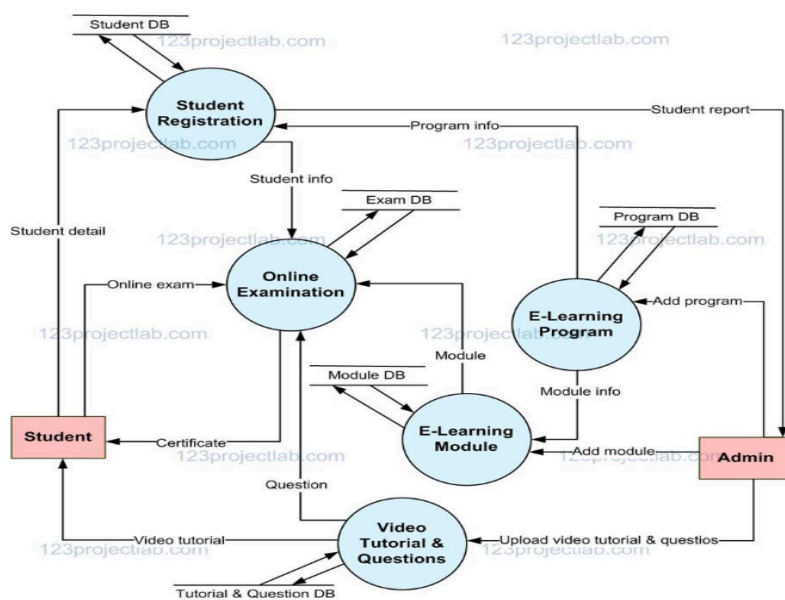 Student DB
123projectlab.com
123projectlab.com
Student
Registration
Student report
Program info
123projectlab.com
123projectlab.com
Student info
Exam DB
Program DB
Student detail
123projectlab.com
123projectlab.com
Online exam
Online
Examination
Add program
E-Learning
Program
123projectlab.com
123projectlab.com
Module
Module DB
Module info
Student
Certificate
E-Learning
Module
Add module
Admin
123projectlab.com
123projectlab.com
Question
Video
Tutorial &
Questions
Video tutorial
Upload video tutorial & questios
123projectlab.com
123projectlab.com
Tutorial & Question DB